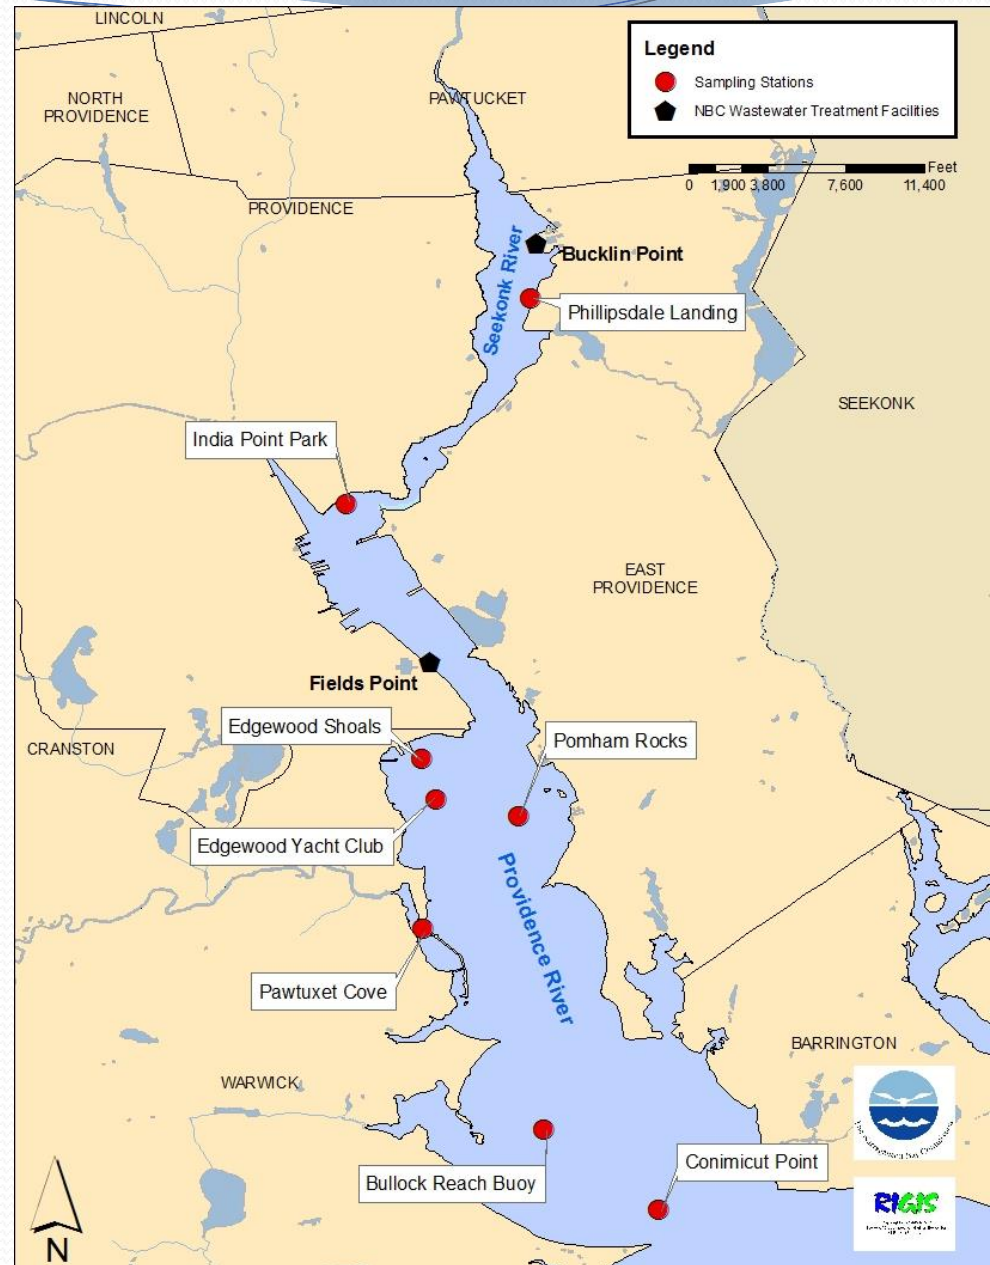 LINCOLN
Legend
Sampling Stations
NBC Wastewater Treatment Facilities
NORTH
PROVIDENCE
PAWTUCKET
Feet
0 1,900 3,800 7,600 11,400
PROVIDENCE
Seekonk River
Bucklin Point
Phillipsdale Landing
SEEKONK
India Point Park
EAST
PROVIDENCE
Fields Point
Edgewood Shoals
CRANSTON
Pomham Rocks
Edgewood Yacht Club
Providence River
Pawtuxet Cove
BARRINGTON
WARWICK
Bullock Reach Buoy
Conimicut Point
RIGIS
N